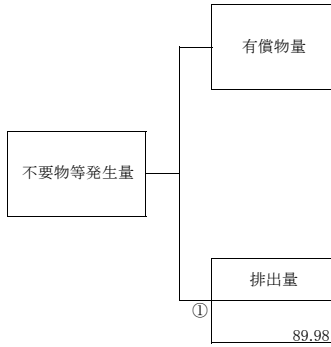 有償物量
不要物等発生量
排出量
①
89.98